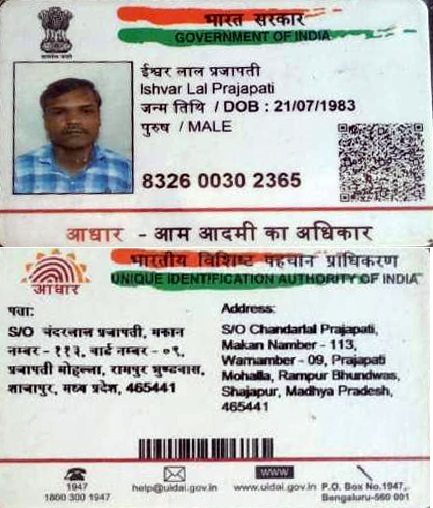 भारत सरकार
GOVERNMENT OF INDIA
ईश्वर लाल प्रजापती
Ishvar Lal Prajapati
जन्म तिथि / DOB : 21/07/1983
पुरुष / MALE
8326 0030 2365
आधार - आम आदमी का अधिकार
भारतीय विशिष्ट पहचान प्राधिकरण
UNIQUE IDENTIFICATION AUTHORITY OF INDIA
आधार
पता:
S/O चंदरलाल प्रजापती, मकान
नम्बर - ११३, वार्ड नम्बर - ०९,
प्रजापती मोहल्ला, रामपुर भुण्डवास,
शाजापुर, मध्य प्रदेश, 465441
Address:
S/O Chandarlal Prajapati,
Makan Namber - 113,
Warnamber - 09, Prajapati
Mohalla, Rampur Bhundwas,
Shajapur, Madhya Pradesh,
465441
1947
1800 300 1947
help@uidai.gov.in
WWW
www.uidai.gov.in
P.O. Box No.1947,
Bengaluru-560 001